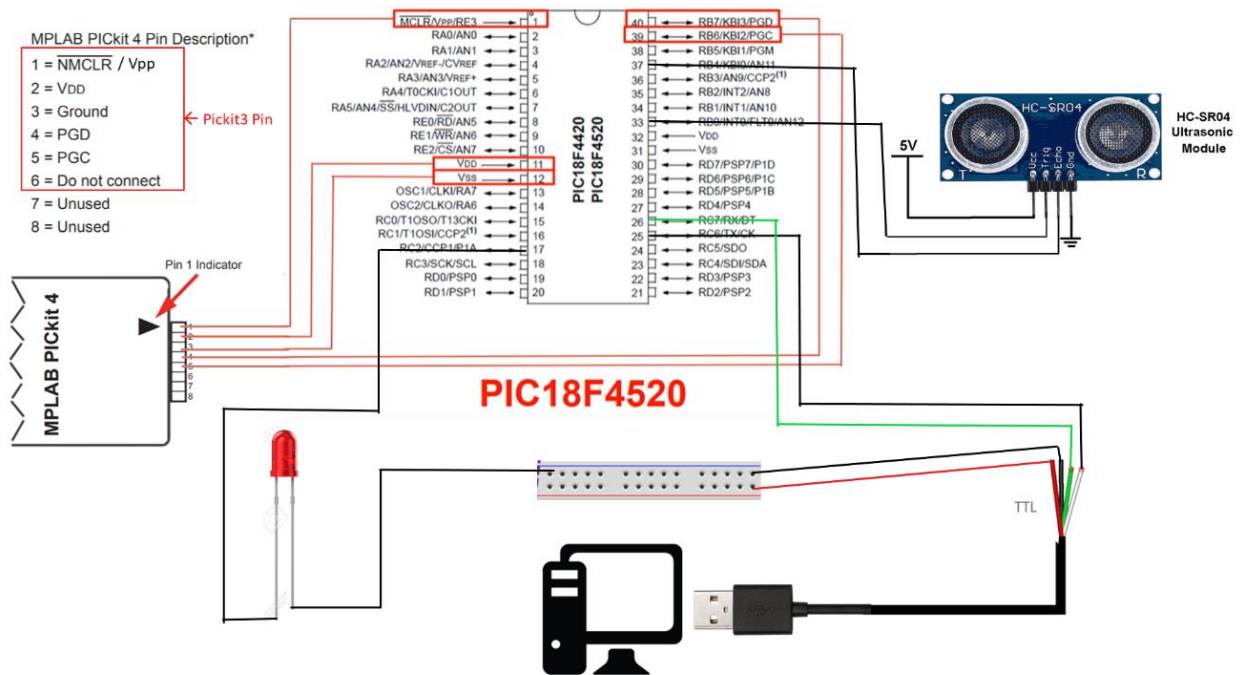 MPLAB PICkit 4 Pin Description*
1 = NMCLR / Vpp
2 = VDD
3 = Ground
4 = PGD
5 = PGC
6 = Do not connect
7 = Unused
8 = Unused
Pickit3 Pin
MCLR/VPP/RE3 1
RA0/AN0 2
RA1/AN1 3
RA2/AN2/VREF-/CVREF 4
RA3/AN3/VREF+ 5
RA4/T0CKI/C1OUT 6
RA5/AN4/SS/HLVDIN/C2OUT 7
RE0/RD/AN5 8
RE1/WR/AN6 9
RE2/CS/AN7 10
VDD 11
VSS 12
OSC1/CLKI/RA7 13
OSC2/CLKO/RA6 14
RC0/T1OSO/T13CKI 15
RC1/T1OSI/CCP2(1) 16
RC2/CCP1/P1A 17
RC3/SCK/SCL 18
RD0/PSP0 19
RD1/PSP1 20
PIC18F4420
PIC18F4520
40 RB7/KBI3/PGD
39 RB6/KBI2/PGC
38 RB5/KBI1/PGM
37 RB4/KBI0/AN11
36 RB3/AN9/CCP2(1)
35 RB2/INT2/AN8
34 RB1/INT1/AN10
33 RB0/INT0/FLT0/AN12
32 VDD
31 VSS
30 RD7/PSP7/P1D
29 RD6/PSP6/P1C
28 RD5/PSP5/P1B
27 RD4/PSP4
26 RC7/RX/DT
25 RC6/TX/CK
24 RC5/SDO
23 RC4/SDI/SDA
22 RD3/PSP3
21 RD2/PSP2
HC-SR04
T
R
Vcc
Trig
Echo
Gnd
5V
HC-SR04
Ultrasonic
Module
Pin 1 Indicator
MPLAB PICkit 4
1
2
3
4
5
6
7
8
PIC18F4520
TTL